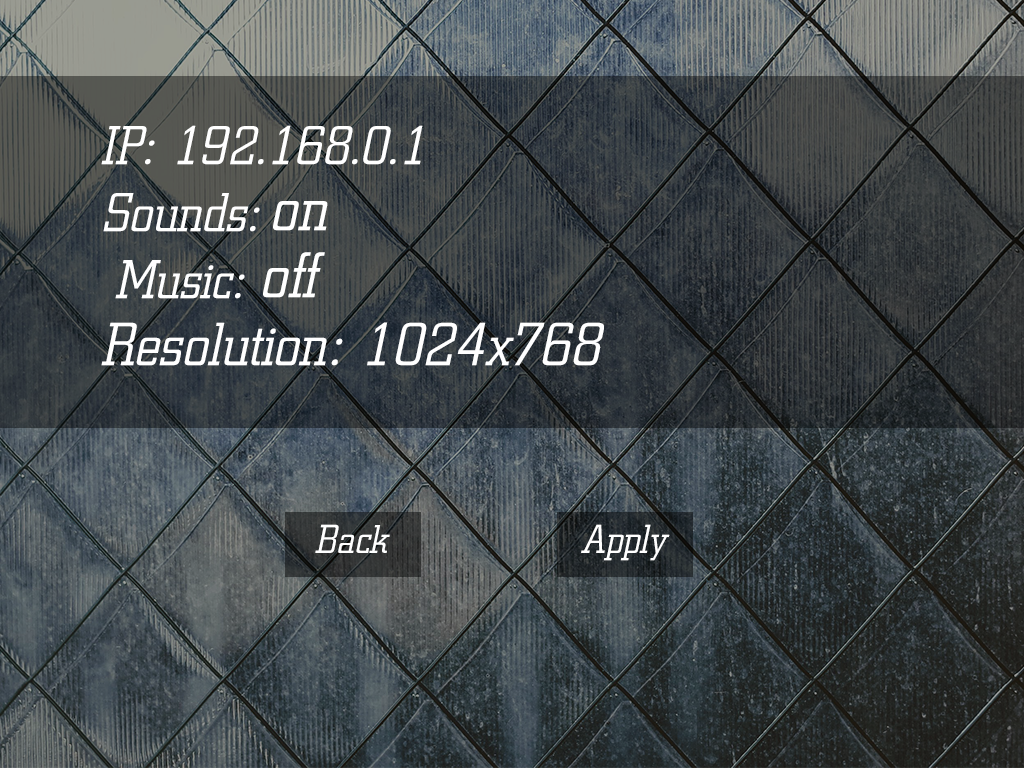 IP: 192.168.0.1
Sounds: on
Music: off
Resolution: 1024x768
Back
Apply